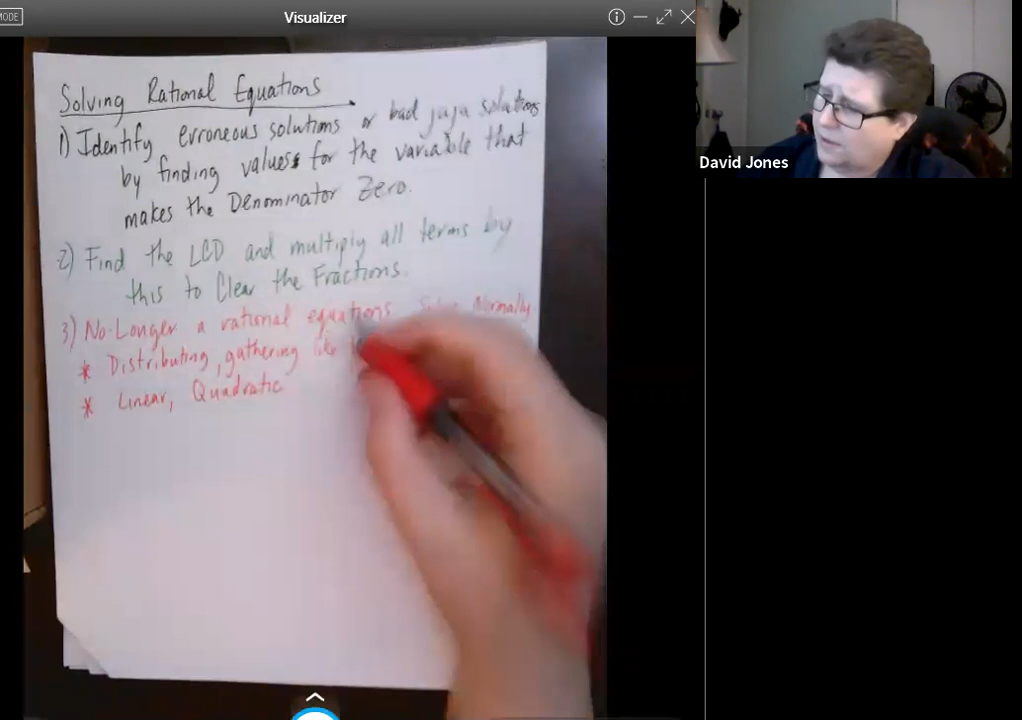 MODE
Visualizer
Solving Rational Equations
1) Identify erroneous solutions or bad juju solutions
by finding values for the variable that
makes the Denominator Zero.
2) Find the LCD and multiply all terms by
this to Clear the Fractions.
3) No Longer a rational equations Solve Normally
* Distributing, gathering like
* Linear, Quadratic
David Jones